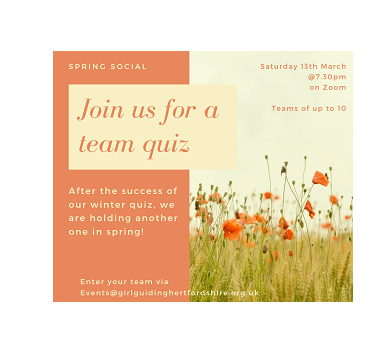 SPRING SOCIAL
Saturday 13th March
@7.30pm
on Zoom
Teams of up to 10
Join us for a
team quiz
After the success of
our winter quiz, we
are holding another
one in spring!
Enter your team via
Events@girlguidinghertfordshire.org.uk